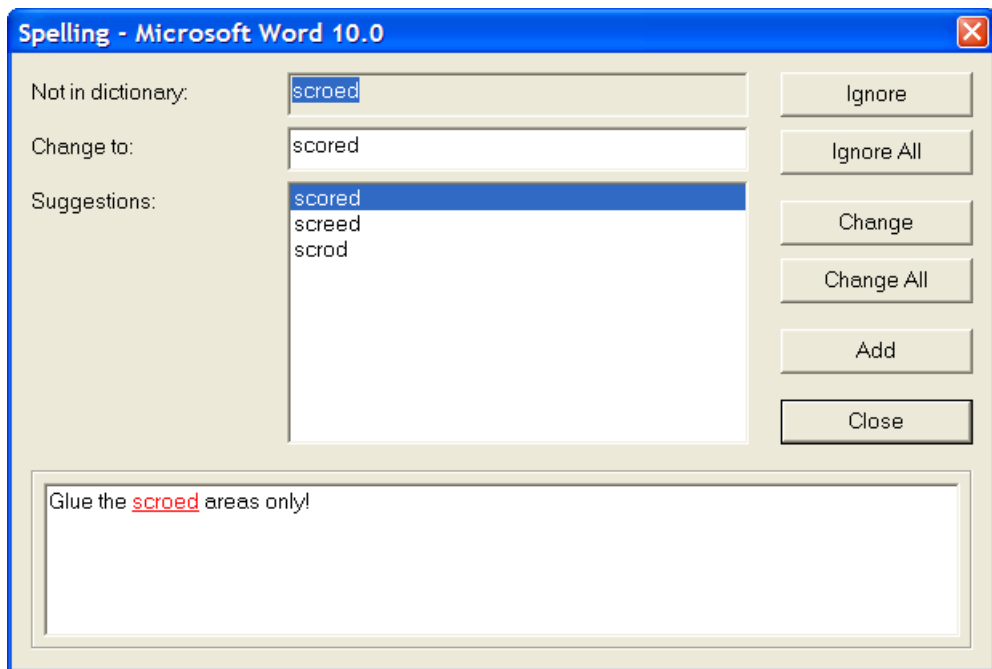 Spelling - Microsoft Word 10.0
Not in dictionary:
scroed
Ignore
Change to:
scored
Ignore All
Suggestions:
scored
screed
scrod
Change
Change All
Add
Close
Glue the scroed areas only!